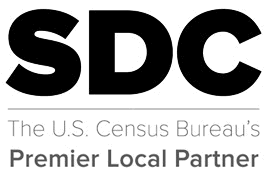 SDC
The U.S. Census Bureau's
Premier Local Partner